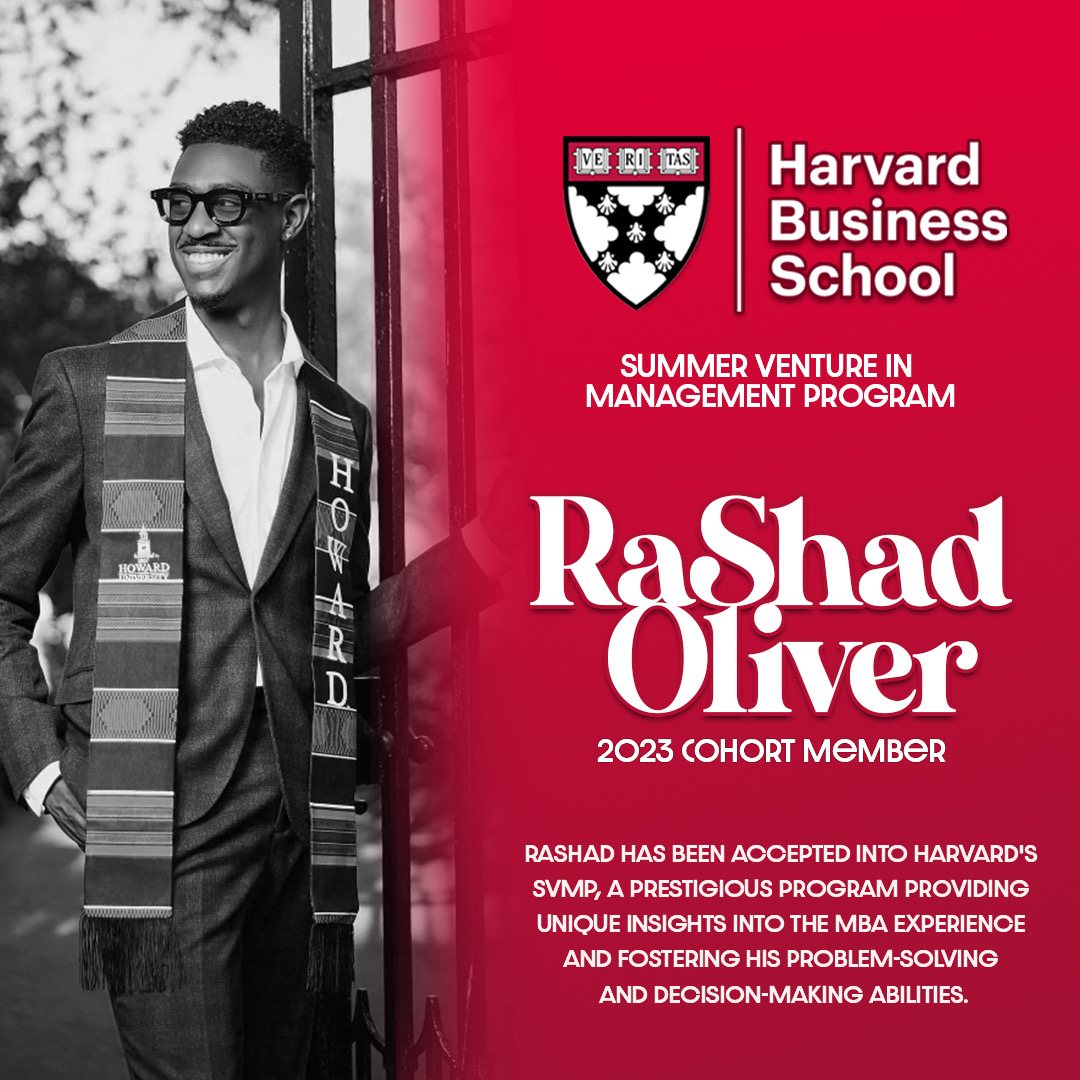 VE RI TAS
Harvard
Business
School
SUMMER VENTURE IN
MANAGEMENT PROGRAM
HOWARD
HOWARD
UNIVERSITY
RaShad
Oliver
2023 COHORT MEMBER
RASHAD HAS BEEN ACCEPTED INTO HARVARD'S
SVMP, A PRESTIGIOUS PROGRAM PROVIDING
UNIQUE INSIGHTS INTO THE MBA EXPERIENCE
AND FOSTERING HIS PROBLEM-SOLVING
AND DECISION-MAKING ABILITIES.